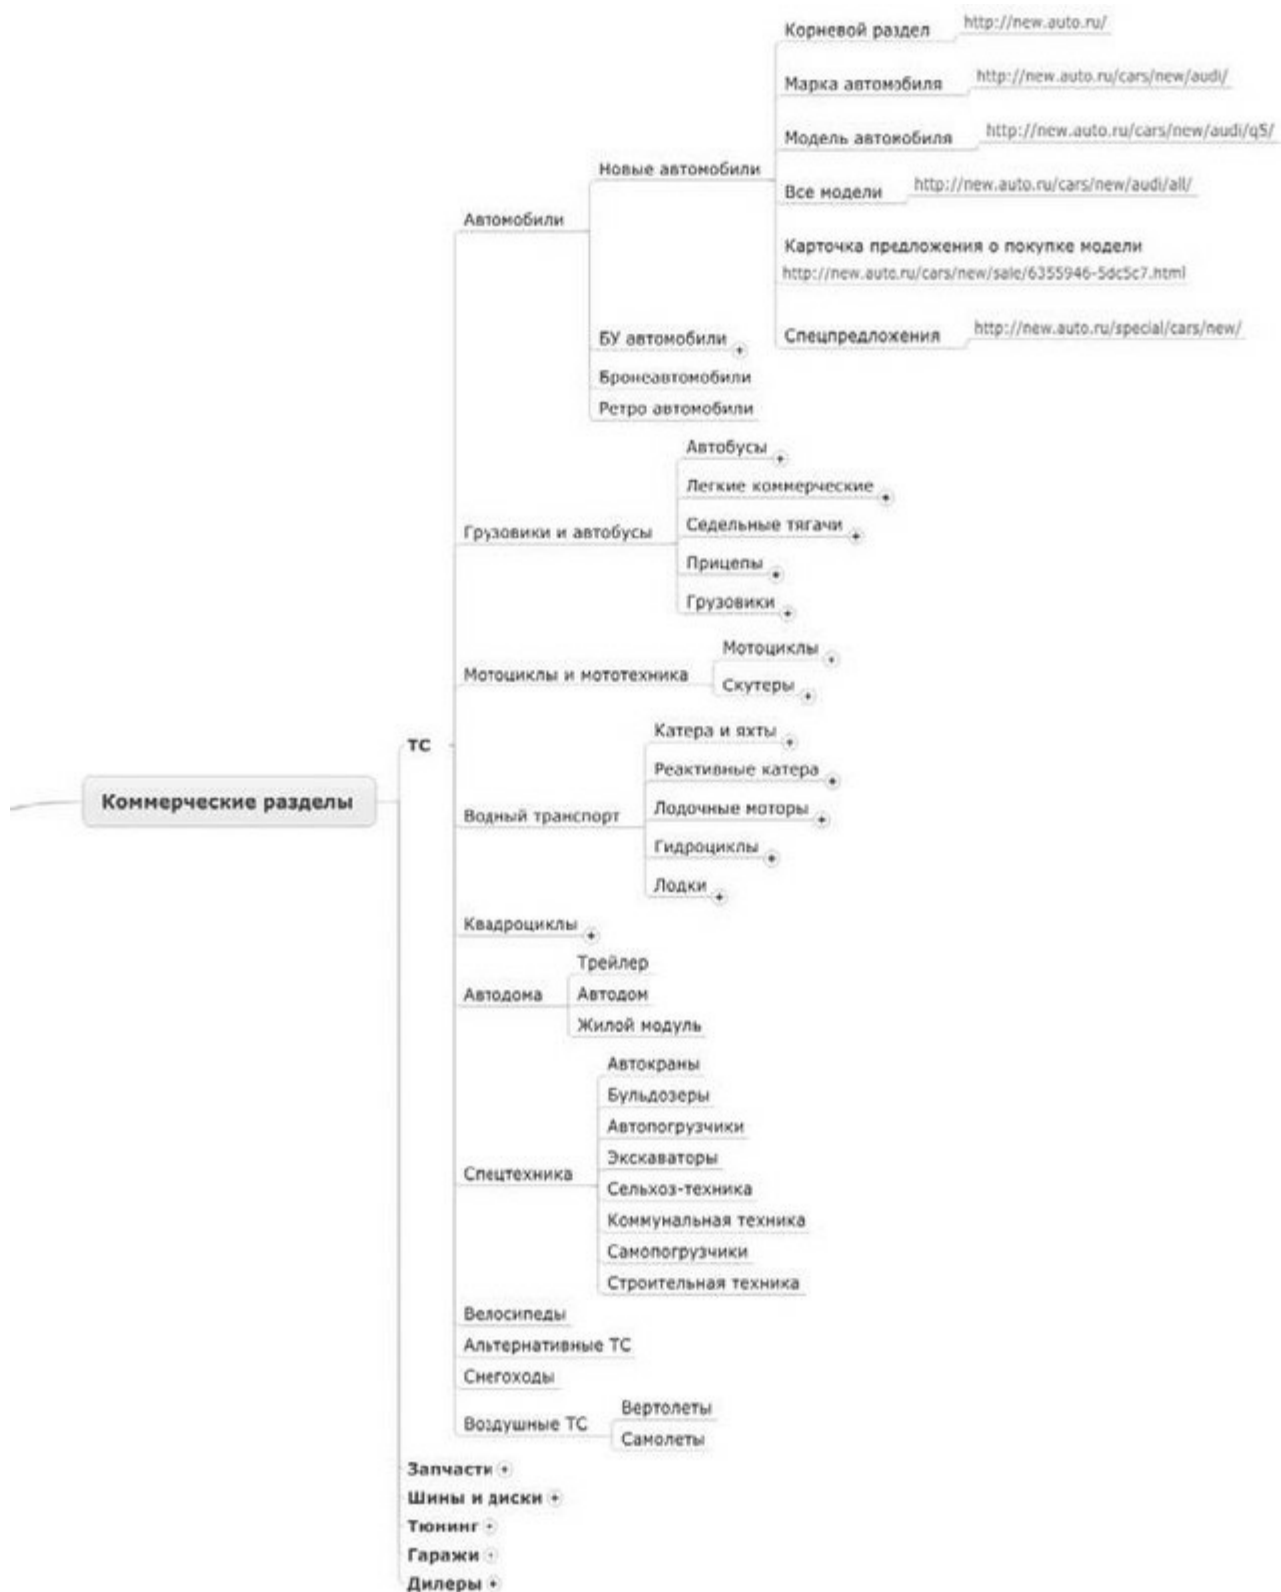 Корневой раздел
http://new.auto.ru/
Марка автомобиля
http://new.auto.ru/cars/new/audi/
Модель автомобиля
http://new.auto.ru/cars/new/audi/q5/
Новые автомобили
Все модели
http://new.auto.ru/cars/new/audi/all/
Автомобили
Карточка предложения о покупке модели
http://new.auto.ru/cars/new/sale/6355946-5dc5c7.html
Спецпредложения
http://new.auto.ru/special/cars/new/
БУ автомобили
Бронеавтомобили
Ретро автомобили
Автобусы
Легкие коммерческие
Седельные тягачи
Грузовики и автобусы
Прицепы
Грузовики
Мотоциклы
Мотоциклы и мототехника
Скутеры
Катера и яхты
ТС
Реактивные катера
Коммерческие разделы
Лодочные моторы
Водный транспорт
Гидроциклы
Лодки
Квадроциклы
Трейлер
Автодома
Автодом
Жилой модуль
Автокраны
Бульдозеры
Автопогрузчики
Экскаваторы
Спецтехника
Сельхоз-техника
Коммунальная техника
Самопогрузчики
Строительная техника
Велосипеды
Альтернативные ТС
Снегоходы
Вертолеты
Воздушные ТС
Самолеты
Запчасти
Шины и диски
Тюнинг
Гаражи
Дилеры